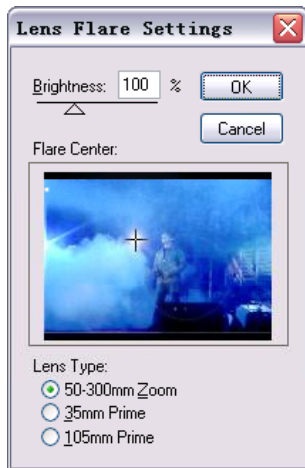 Lens Flare Settings
Brightness: 100 %
OK
Cancel
Flare Center:
Lens Type:
50-300mm Zoom
35mm Prime
105mm Prime